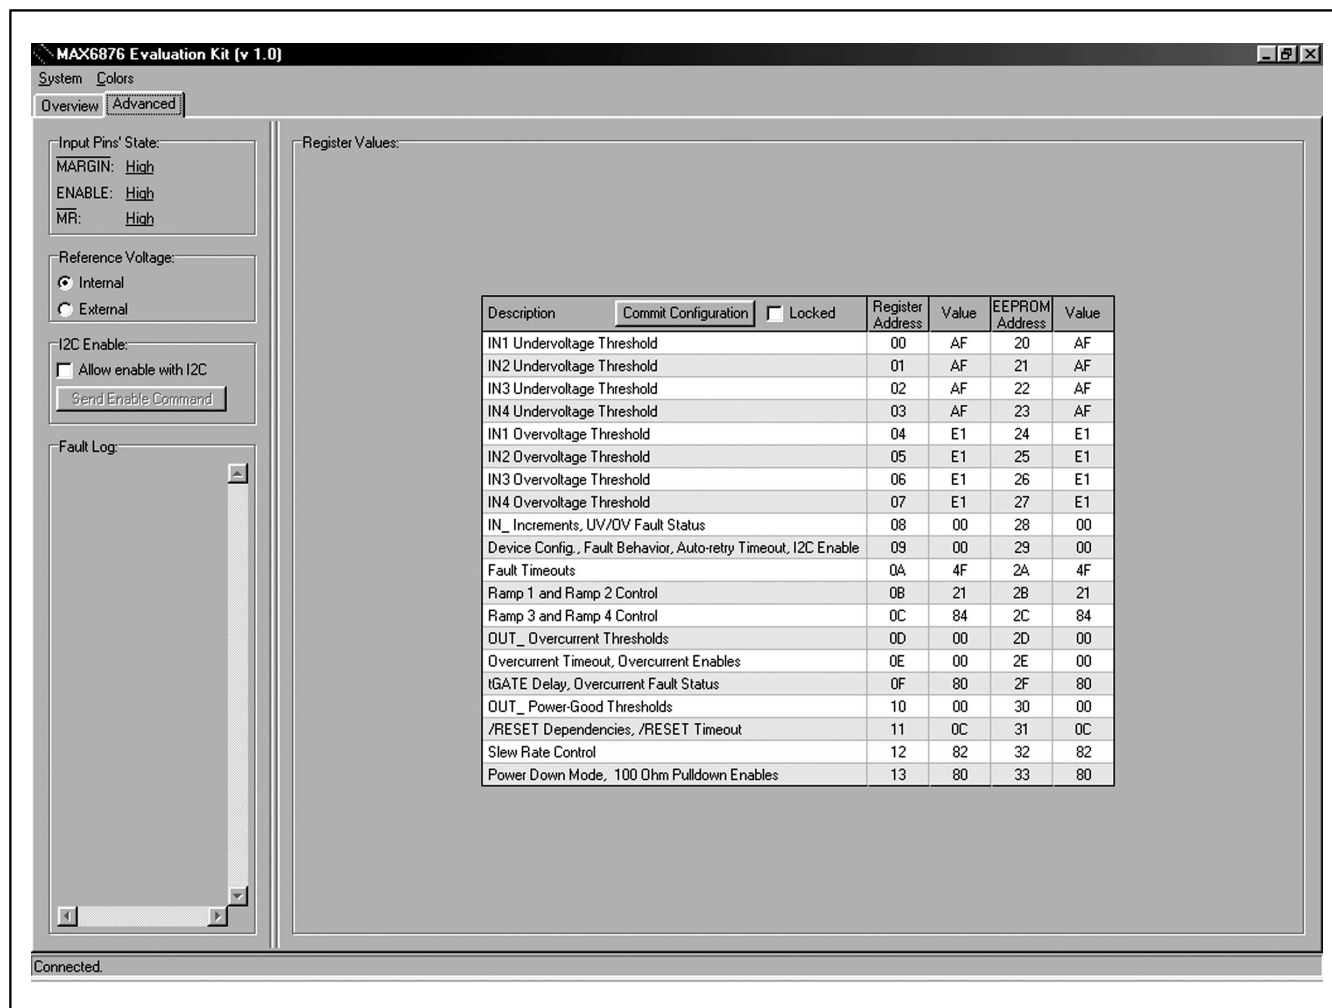 MAX6876 Evaluation Kit (v 1.0)
System Colors
Overview Advanced
Input Pins' State:
MARGIN: High
ENABLE: High
MR: High
Reference Voltage:
Internal
External
I2C Enable:
Allow enable with I2C
Send Enable Command
Fault Log:
Register Values:
Description Commit Configuration Locked Register Address Value EEPROM Address Value
IN1 Undervoltage Threshold 00 AF 20 AF
IN2 Undervoltage Threshold 01 AF 21 AF
IN3 Undervoltage Threshold 02 AF 22 AF
IN4 Undervoltage Threshold 03 AF 23 AF
IN1 Overvoltage Threshold 04 E1 24 E1
IN2 Overvoltage Threshold 05 E1 25 E1
IN3 Overvoltage Threshold 06 E1 26 E1
IN4 Overvoltage Threshold 07 E1 27 E1
IN_ Increments, UV/OV Fault Status 08 00 28 00
Device Config., Fault Behavior, Auto-retry Timeout, I2C Enable 09 00 29 00
Fault Timeouts 0A 4F 2A 4F
Ramp 1 and Ramp 2 Control 0B 21 2B 21
Ramp 3 and Ramp 4 Control 0C 84 2C 84
OUT_ Overcurrent Thresholds 0D 00 2D 00
Overcurrent Timeout, Overcurrent Enables 0E 00 2E 00
tGATE Delay, Overcurrent Fault Status 0F 80 2F 80
OUT_ Power-Good Thresholds 10 00 30 00
/RESET Dependencies, /RESET Timeout 11 0C 31 0C
Slew Rate Control 12 82 32 82
Power Down Mode, 100 Ohm Pulldown Enables 13 80 33 80
Connected.